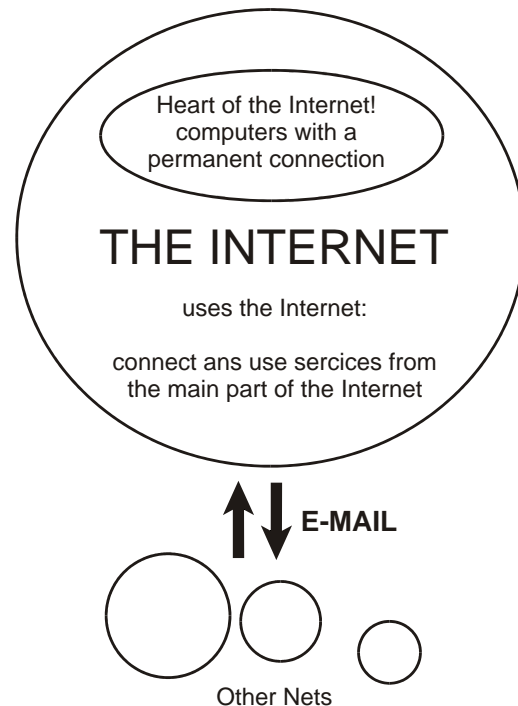 Heart of the Internet!
computers with a
permanent connection
THE INTERNET
uses the Internet:
connect ans use sercices from
the main part of the Internet
E-MAIL
Other Nets